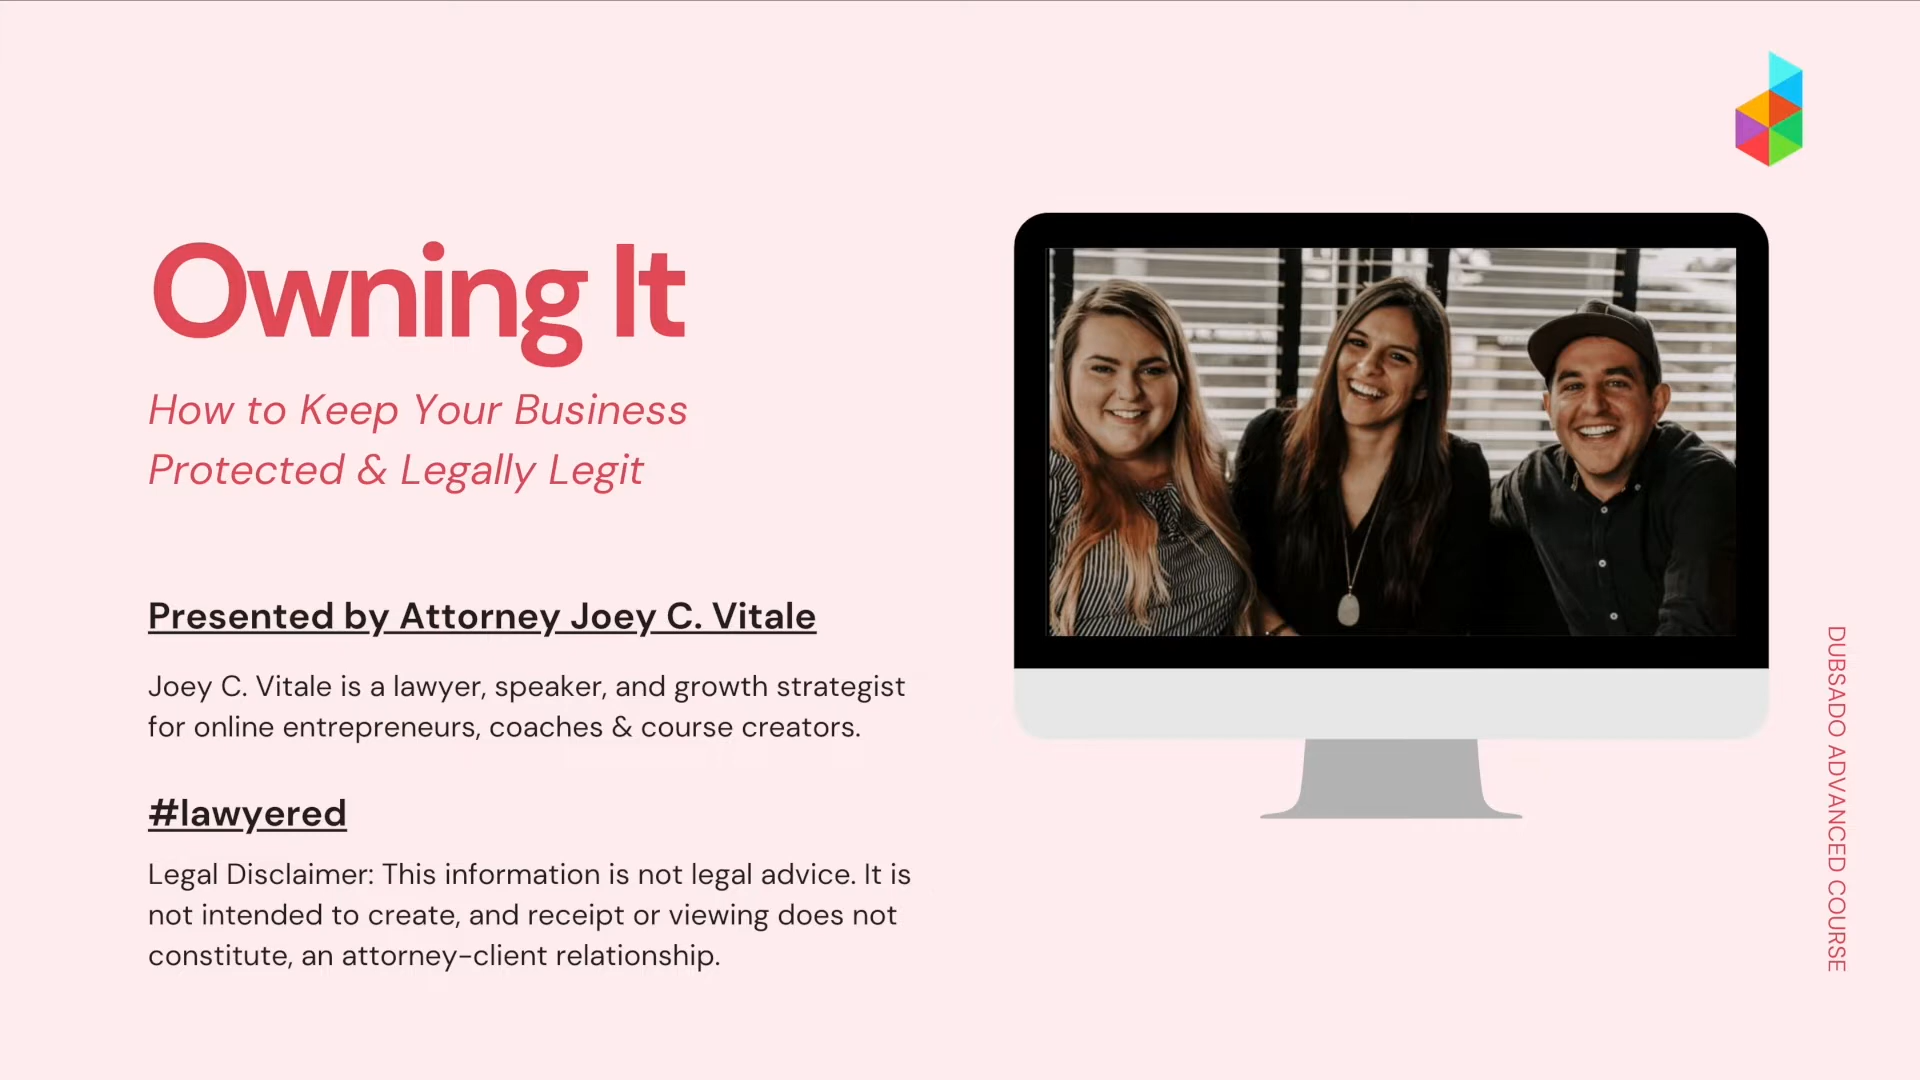 Owning It
How to Keep Your Business
Protected & Legally Legit
Presented by Attorney Joey C. Vitale
Joey C. Vitale is a lawyer, speaker, and growth strategist
for online entrepreneurs, coaches & course creators.
#lawyered
Legal Disclaimer: This information is not legal advice. It is
not intended to create, and receipt or viewing does not
constitute, an attorney-client relationship.
DUBSADO ADVANCED COURSE